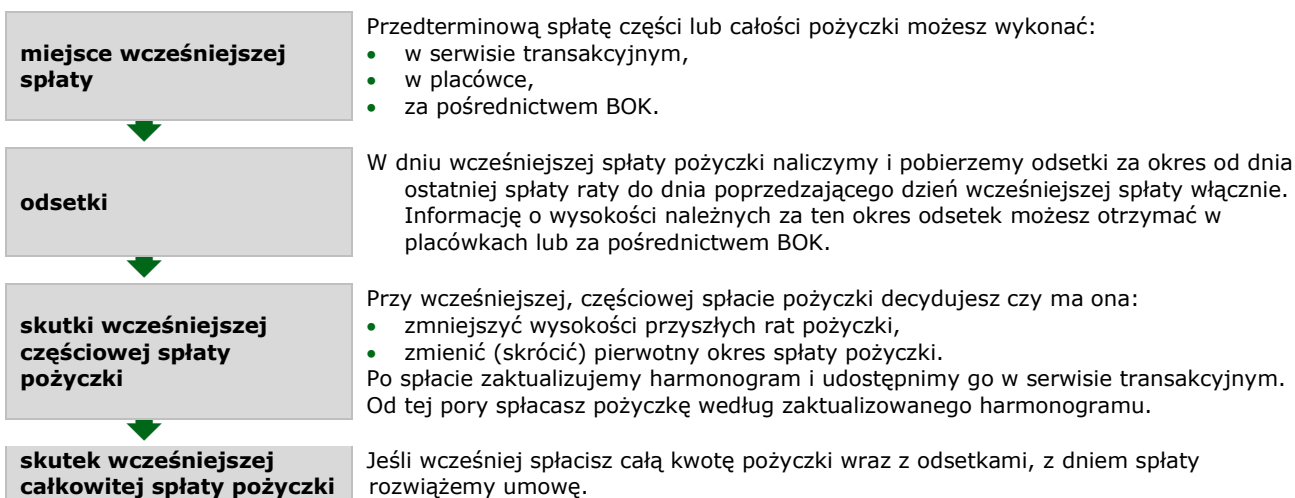 miejsce wcześniejszej
spłaty
Przedterminową spłatę części lub całości pożyczki możesz wykonać:
• w serwisie transakcyjnym,
• w placówce,
• za pośrednictwem BOK.
odsetki
W dniu wcześniejszej spłaty pożyczki naliczymy i pobierzemy odsetki za okres od dnia
ostatniej spłaty raty do dnia poprzedzającego dzień wcześniejszej spłaty włącznie.
Informację o wysokości należnych za ten okres odsetek możesz otrzymać w
placówkach lub za pośrednictwem BOK.
skutki wcześniejszej
częściowej spłaty
pożyczki
Przy wcześniejszej, częściowej spłacie pożyczki decydujesz czy ma ona:
• zmniejszyć wysokości przyszłych rat pożyczki,
• zmienić (skrócić) pierwotny okres spłaty pożyczki.
Po spłacie zaktualizujemy harmonogram i udostępnimy go w serwisie transakcyjnym.
Od tej pory spłacasz pożyczkę według zaktualizowanego harmonogramu.
skutek wcześniejszej
całkowitej spłaty pożyczki
Jeśli wcześniej spłacisz całą kwotę pożyczki wraz z odsetkami, z dniem spłaty
rozwiążemy umowę.